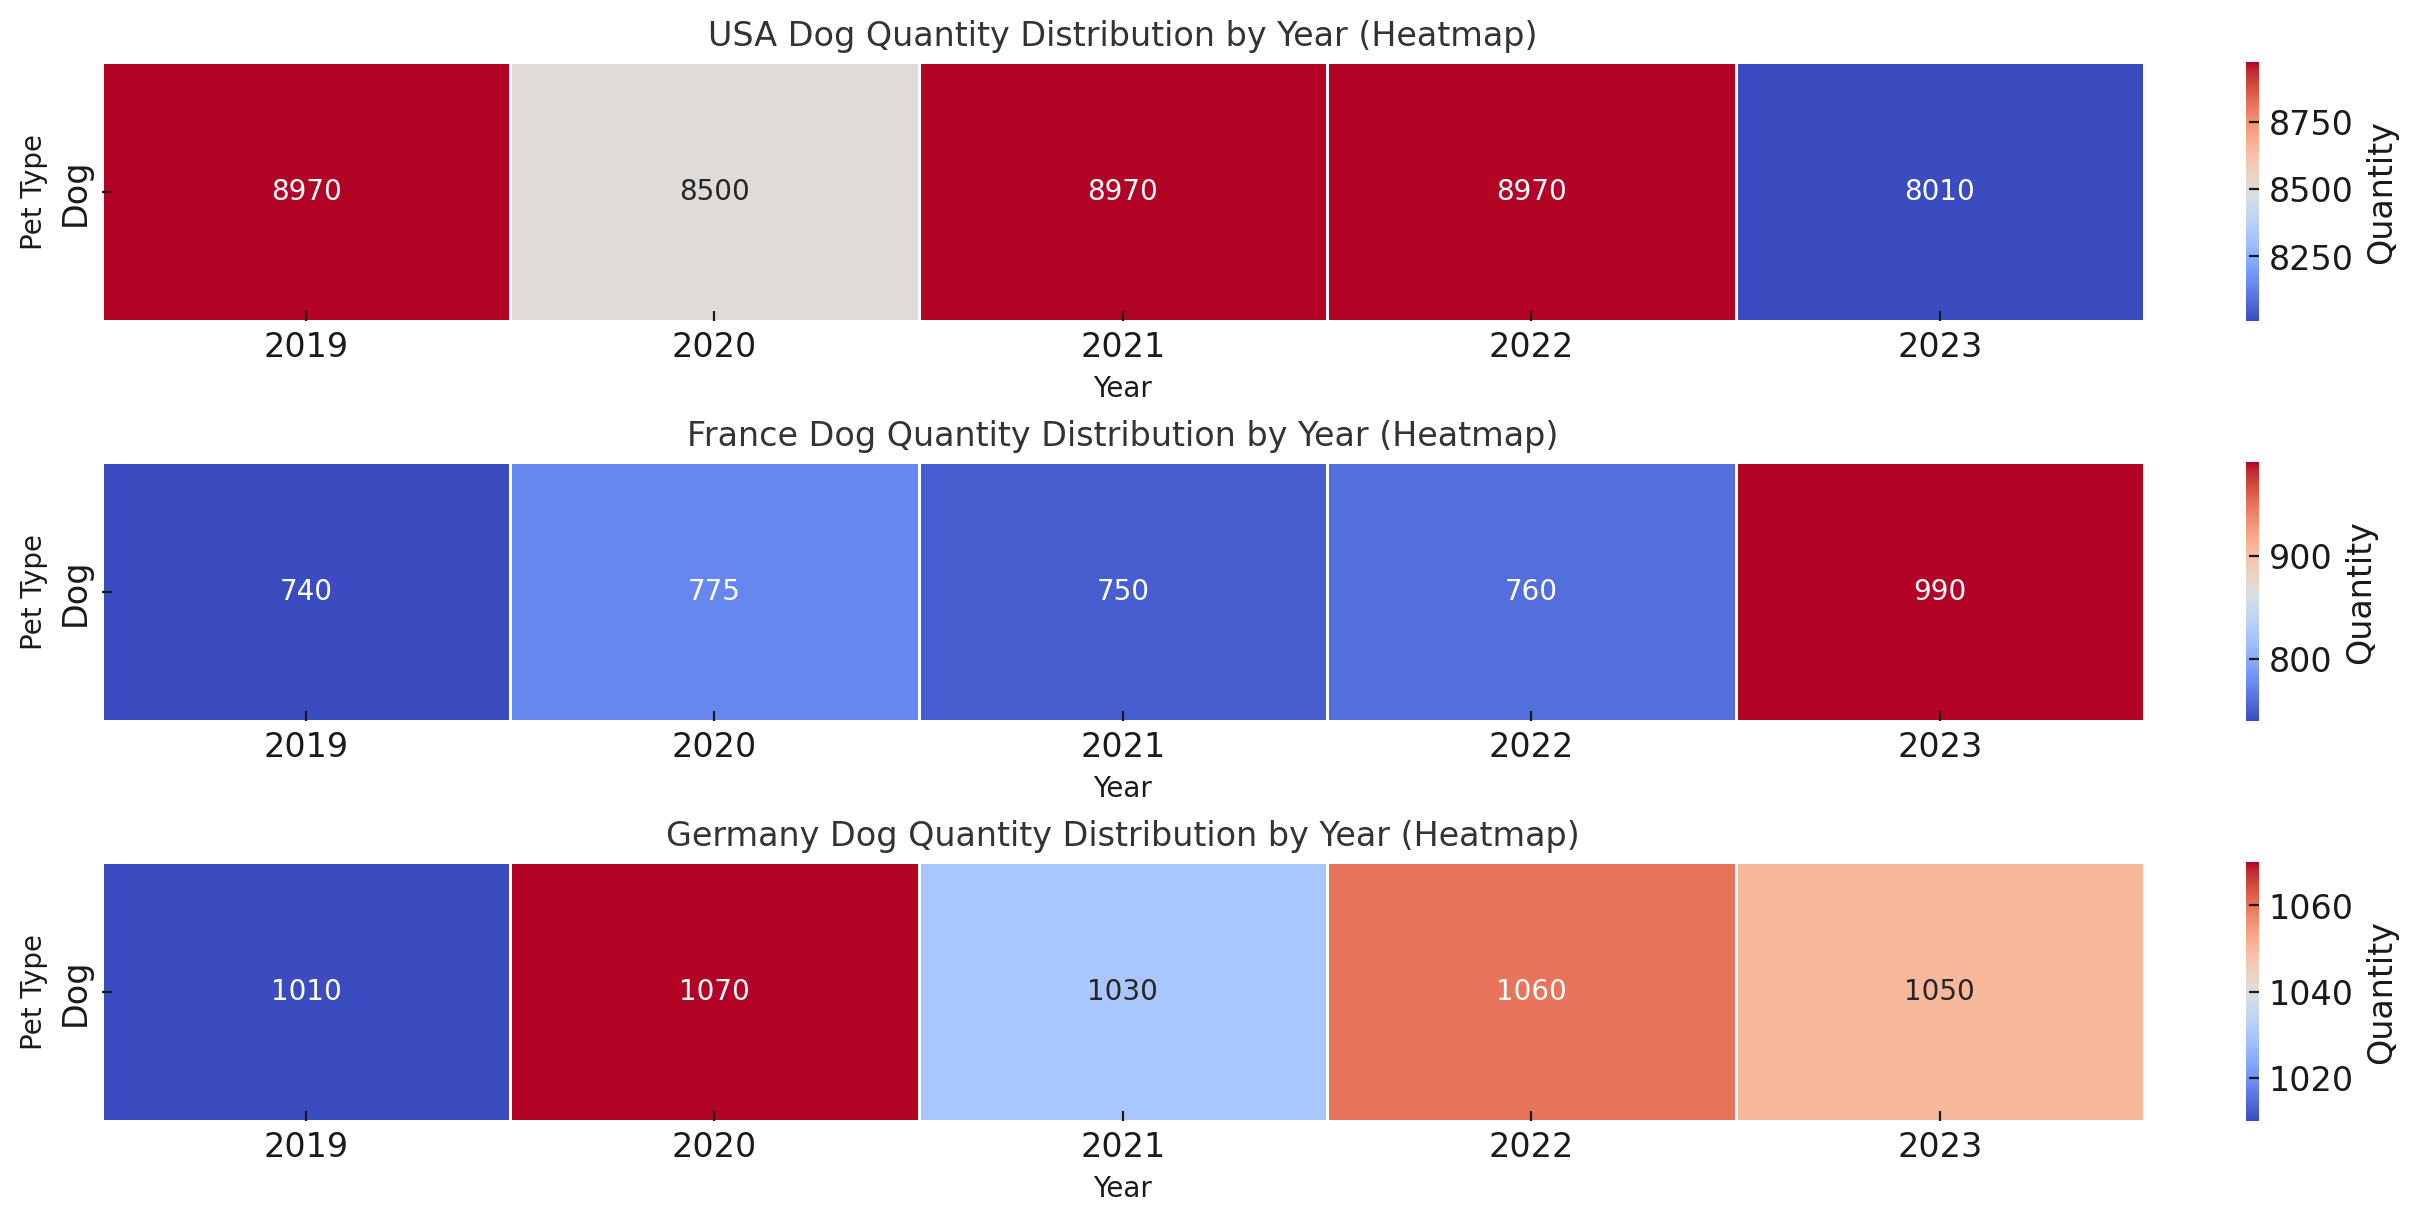 USA Dog Quantity Distribution by Year (Heatmap)
Pet Type
Dog
8970 8500 8970 8970 8010
2019 2020 2021 2022 2023
Year
8750
8500
8250
Quantity
France Dog Quantity Distribution by Year (Heatmap)
Pet Type
Dog
740 775 750 760 990
2019 2020 2021 2022 2023
Year
900
800
Quantity
Germany Dog Quantity Distribution by Year (Heatmap)
Pet Type
Dog
1010 1070 1030 1060 1050
2019 2020 2021 2022 2023
Year
1060
1040
1020
Quantity